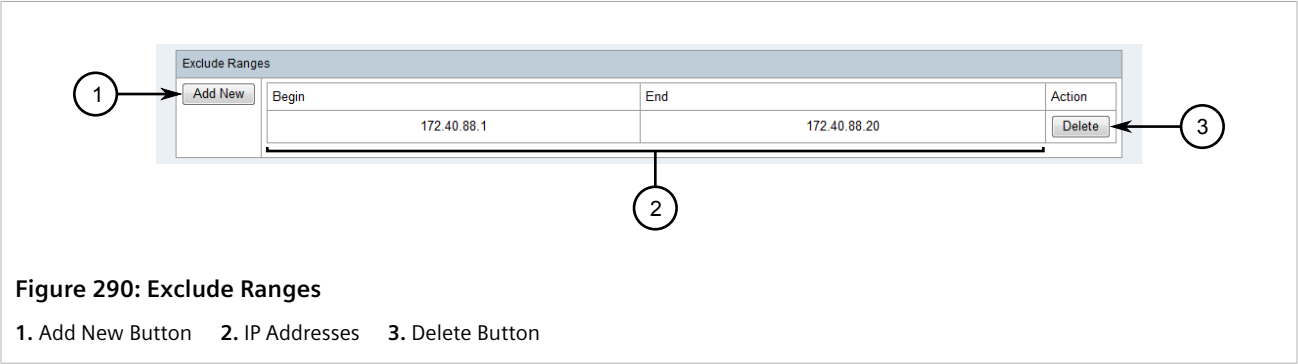 Exclude Ranges
1 Add New Begin End Action
172.40.88.1 172.40.88.20 Delete 3
2
Figure 290: Exclude Ranges
1. Add New Button 2. IP Addresses 3. Delete Button